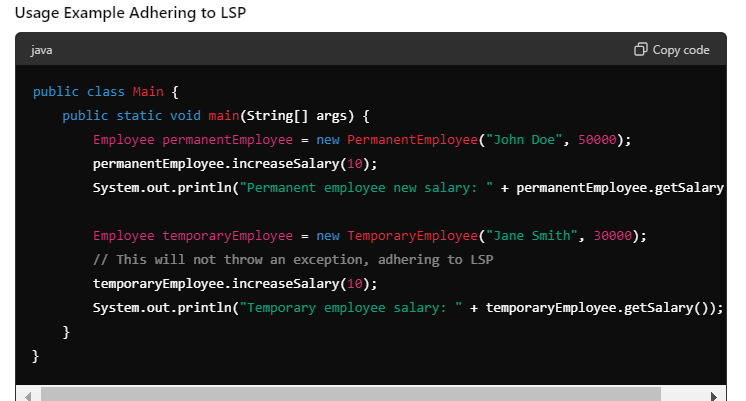 Usage Example Adhering to LSP
java
Copy code
public class Main {
    public static void main(String[] args) {
        Employee permanentEmployee = new PermanentEmployee("John Doe", 50000);
        permanentEmployee.increaseSalary(10);
        System.out.println("Permanent employee new salary: " + permanentEmployee.getSalary
        Employee temporaryEmployee = new TemporaryEmployee("Jane Smith", 30000);
        // This will not throw an exception, adhering to LSP
        temporaryEmployee.increaseSalary(10);
        System.out.println("Temporary employee salary: " + temporaryEmployee.getSalary());
    }
}